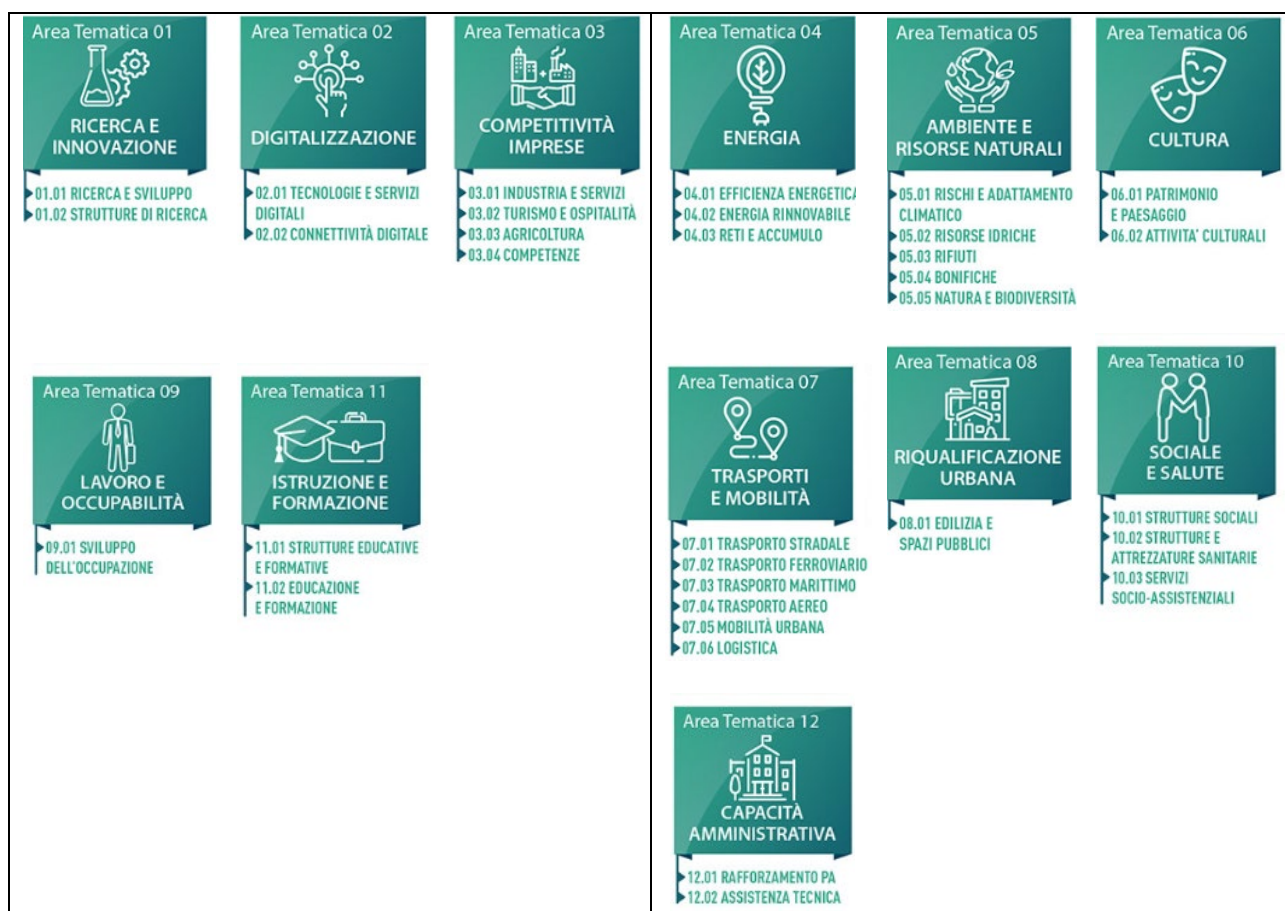 Area Tematica 01
RICERCA E
INNOVAZIONE
01.01 RICERCA E SVILUPPO
01.02 STRUTTURE DI RICERCA
Area Tematica 02
DIGITALIZZAZIONE
02.01 TECNOLOGIE E SERVIZI
DIGITALI
02.02 CONNETTIVITÀ DIGITALE
Area Tematica 03
COMPETITIVITÀ
IMPRESE
03.01 INDUSTRIA E SERVIZI
03.02 TURISMO E OSPITALITÀ
03.03 AGRICOLTURA
03.04 COMPETENZE
Area Tematica 09
LAVORO E
OCCUPABILITÀ
09.01 SVILUPPO
DELL'OCCUPAZIONE
Area Tematica 11
ISTRUZIONE E
FORMAZIONE
11.01 STRUTTURE EDUCATIVE
E FORMATIVE
11.02 EDUCAZIONE
E FORMAZIONE
Area Tematica 04
ENERGIA
04.01 EFFICIENZA ENERGETICA
04.02 ENERGIA RINNOVABILE
04.03 RETI E ACCUMULO
Area Tematica 05
AMBIENTE E
RISORSE NATURALI
05.01 RISCHI E ADATTAMENTO
CLIMATICO
05.02 RISORSE IDRICHE
05.03 RIFIUTI
05.04 BONIFICHE
05.05 NATURA E BIODIVERSITÀ
Area Tematica 06
CULTURA
06.01 PATRIMONIO
E PAESAGGIO
06.02 ATTIVITA' CULTURALI
Area Tematica 07
TRASPORTI
E MOBILITÀ
07.01 TRASPORTO STRADALE
07.02 TRASPORTO FERROVIARIO
07.03 TRASPORTO MARITTIMO
07.04 TRASPORTO AEREO
07.05 MOBILITÀ URBANA
07.06 LOGISTICA
Area Tematica 08
RIQUALIFICAZIONE
URBANA
08.01 EDILIZIA E
SPAZI PUBBLICI
Area Tematica 10
SOCIALE
E SALUTE
10.01 STRUTTURE SOCIALI
10.02 STRUTTURE E
ATTREZZATURE SANITARIE
10.03 SERVIZI
SOCIO-ASSISTENZIALI
Area Tematica 12
CAPACITÀ
AMMINISTRATIVA
12.01 RAFFORZAMENTO PA
12.02 ASSISTENZA TECNICA